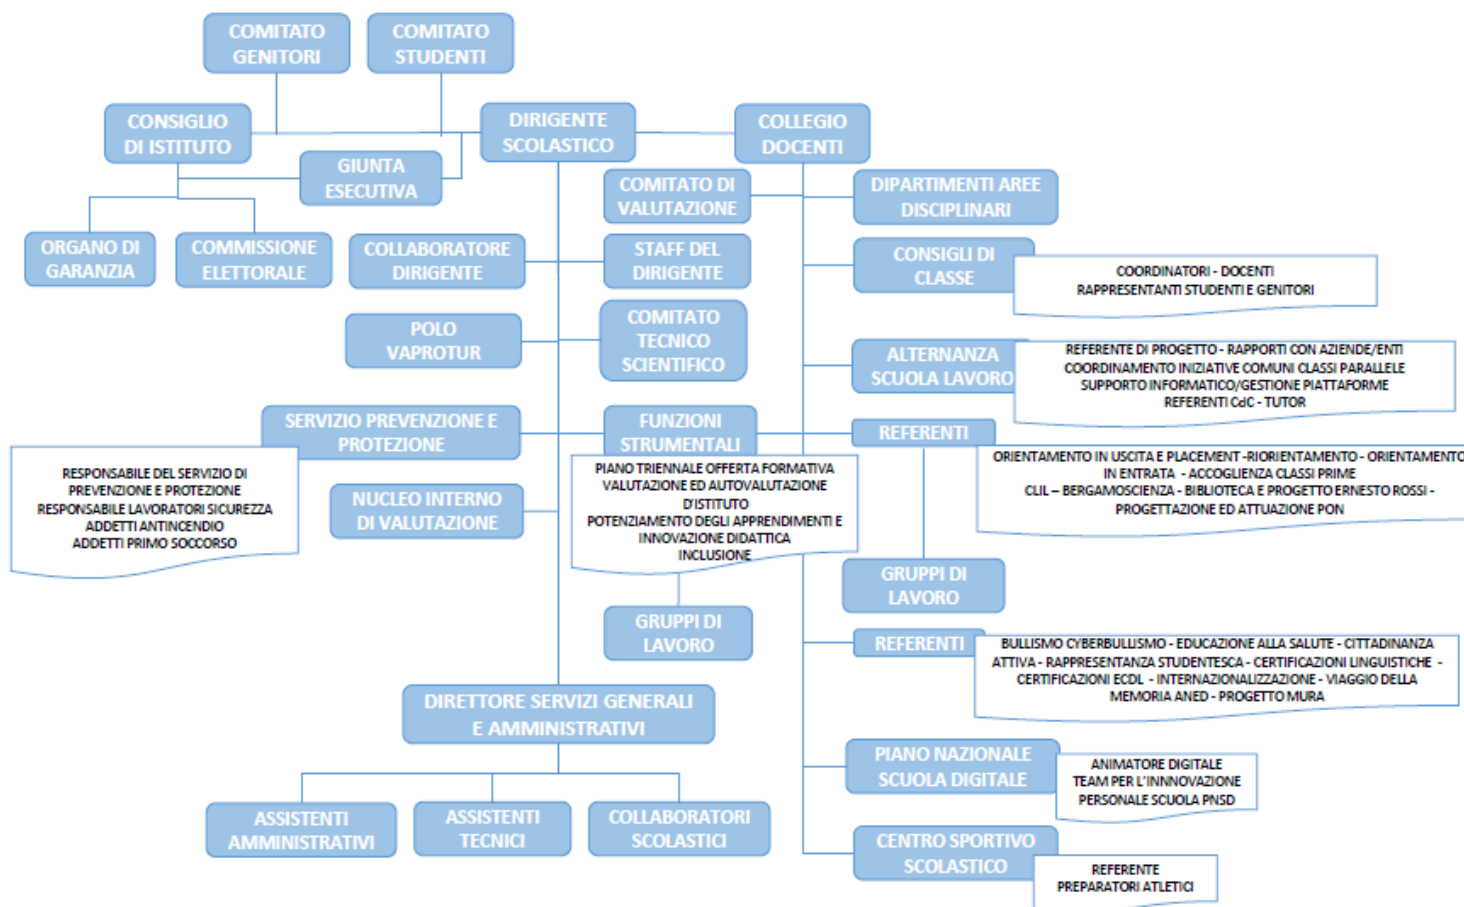 COMITATO
GENITORI
COMITATO
STUDENTI
CONSIGLIO
DI ISTITUTO
DIRIGENTE
SCOLASTICO
COLLEGIO
DOCENTI
GIUNTA
ESECUTIVA
COMITATO DI
VALUTAZIONE
DIPARTIMENTI AREE
DISCIPLINARI
ORGANO DI
GARANZIA
COMMISSIONE
ELETTORALE
COLLABORATORE
DIRIGENTE
STAFF DEL
DIRIGENTE
CONSIGLI DI
CLASSE
COORDINATORI - DOCENTI
RAPPRESENTANTI STUDENTI E GENITORI
POLO
VAPROTUR
COMITATO
TECNICO
SCIENTIFICO
ALTERNANZA
SCUOLA LAVORO
REFERENTE DI PROGETTO - RAPPORTI CON AZIENDE/ENTI
COORDINAMENTO INIZIATIVE COMUNI CLASSI PARALLELE
SUPPORTO INFORMATICO/GESTIONE PIATTAFORME
REFERENTI CdC - TUTOR
SERVIZIO PREVENZIONE E
PROTEZIONE
RESPONSABILE DEL SERVIZIO DI
PREVENZIONE E PROTEZIONE
RESPONSABILE LAVORATORI SICUREZZA
ADDETTI ANTINCENDIO
ADDETTI PRIMO SOCCORSO
FUNZIONI
STRUMENTALI
PIANO TRIENNALE OFFERTA FORMATIVA
VALUTAZIONE ED AUTOVALUTAZIONE
D'ISTITUTO
POTENZIAMENTO DEGLI APPRENDIMENTI E
INNOVAZIONE DIDATTICA
INCLUSIONE
REFERENTI
ORIENTAMENTO IN USCITA E PLACEMENT -RIORIENTAMENTO - ORIENTAMENTO
IN ENTRATA - ACCOGLIENZA CLASSI PRIME
CLIL – BERGAMOSCIENZA - BIBLIOTECA E PROGETTO ERNESTO ROSSI -
PROGETTAZIONE ED ATTUAZIONE PON
NUCLEO INTERNO
DI VALUTAZIONE
GRUPPI DI
LAVORO
GRUPPI DI
LAVORO
REFERENTI
BULLISMO CYBERBULLISMO - EDUCAZIONE ALLA SALUTE - CITTADINANZA
ATTIVA - RAPPRESENTANZA STUDENTESCA - CERTIFICAZIONI LINGUISTICHE -
CERTIFICAZIONI ECDL - INTERNAZIONALIZZAZIONE - VIAGGIO DELLA
MEMORIA ANED - PROGETTO MURA
DIRETTORE SERVIZI GENERALI
E AMMINISTRATIVI
PIANO NAZIONALE
SCUOLA DIGITALE
ANIMATORE DIGITALE
TEAM PER L'INNNOVAZIONE
PERSONALE SCUOLA PNSD
ASSISTENTI
AMMINISTRATIVI
ASSISTENTI
TECNICI
COLLABORATORI
SCOLASTICI
CENTRO SPORTIVO
SCOLASTICO
REFERENTE
PREPARATORI ATLETICI